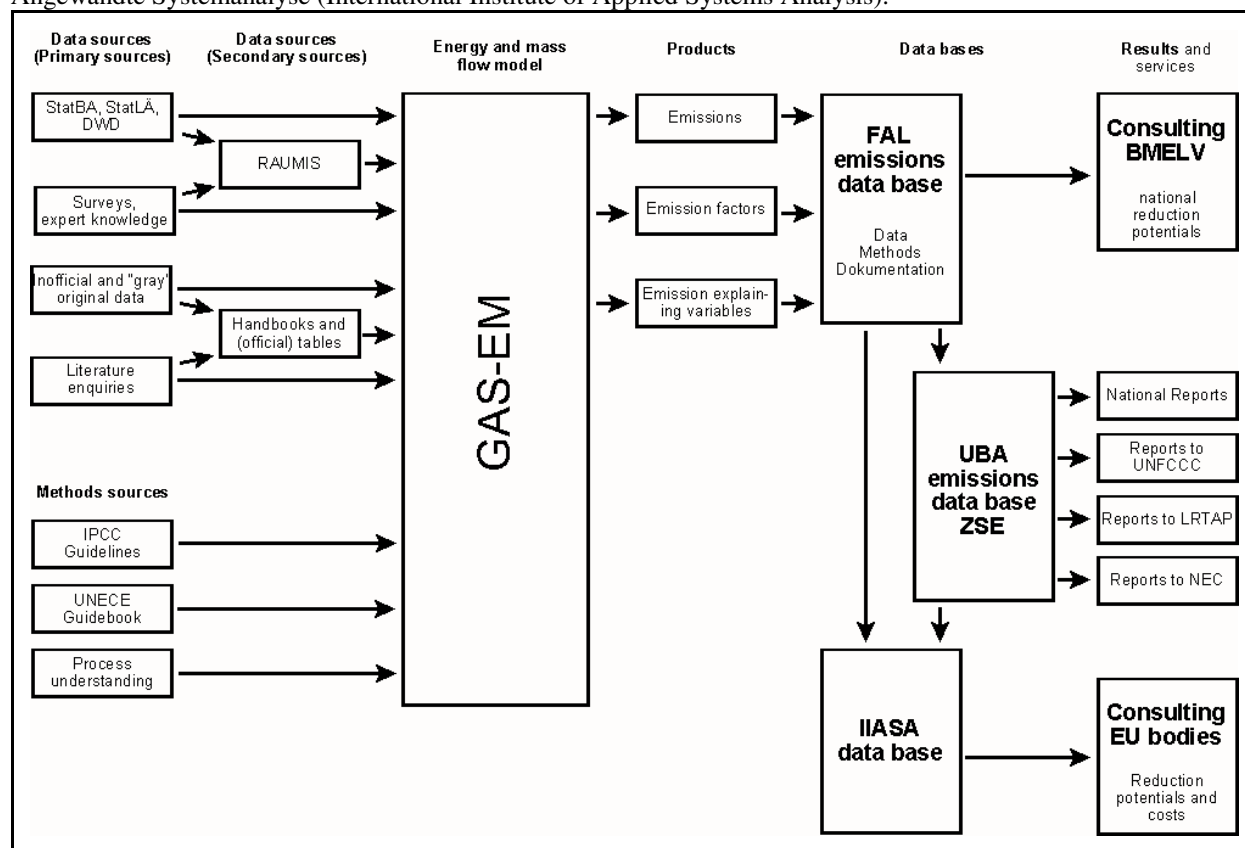 Angewandte Systemanalyse (International Institute of Applied Systems Analysis).
Data sources
(Primary sources)
Data sources
(Secondary sources)
Energy and mass
flow model
Products
Data bases
Results and
services
StatBA, StatLÄ,
DWD
RAUMIS
Surveys,
expert knowledge
Inofficial and "gray"
original data
Handbooks and
(official) tables
Literature
enquiries
Methods sources
IPCC
Guidelines
UNECE
Guidebook
Process
understanding
GAS-EM
Emissions
Emission factors
Emission explain-
ing variables
FAL
emissions
data base
Data
Methods
Dokumentation
UBA
emissions
data base
ZSE
IIASA
data base
Consulting
BMELV
national
reduction
potentials
National Reports
Reports to
UNFCCC
Reports to LRTAP
Reports to NEC
Consulting
EU bodies
Reduction
potentials and
costs